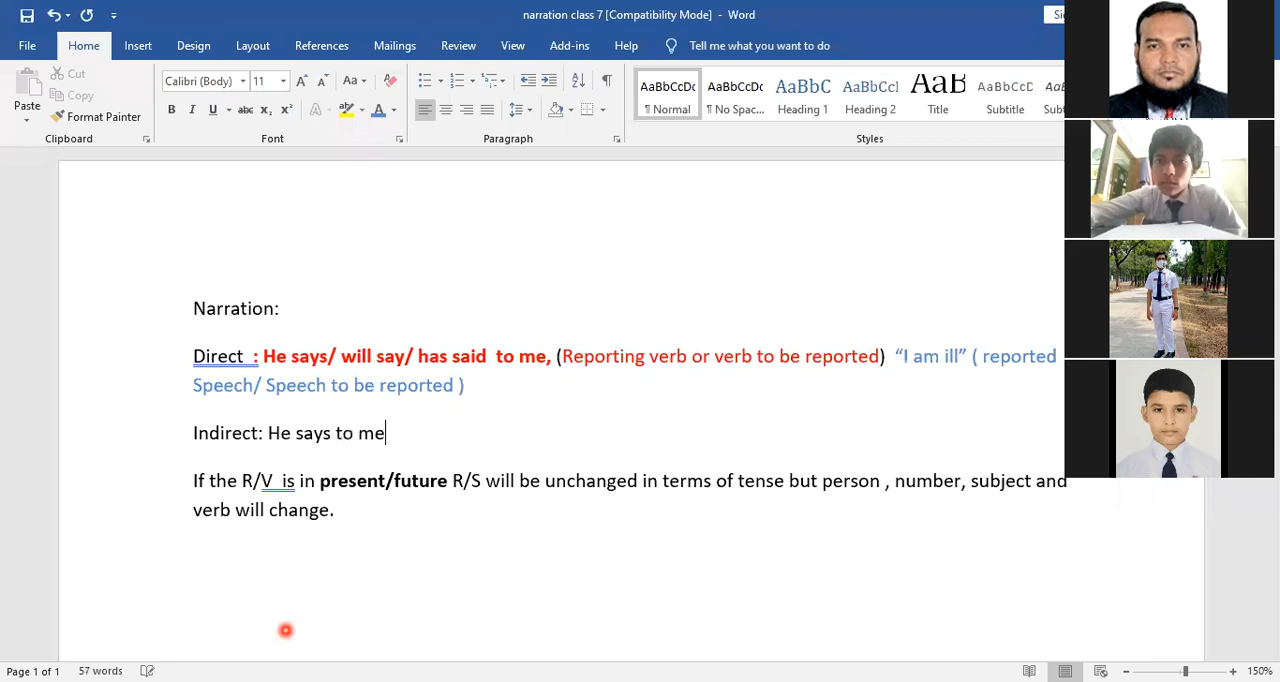 narration class 7 [Compatibility Mode] - Word
File Home Insert Design Layout References Mailings Review View Add-ins Help Tell me what you want to do
Cut
Copy
Paste
Format Painter
Calibri (Body) 11
Aa
B I U abc x₂ x² A ab A
AaBbCcDc AaBbCcDc AaBbC AaBbCcl AaB AaBbCcD
¶ Normal ¶ No Spac... Heading 1 Heading 2 Title Subtitle
Clipboard Font Paragraph Styles
Narration:
Direct : He says/ will say/ has said to me, (Reporting verb or verb to be reported) “I am ill” ( reported
Speech/ Speech to be reported )
Indirect: He says to me
If the R/V is in present/future R/S will be unchanged in terms of tense but person , number, subject and
verb will change.
Page 1 of 1 57 words 150%